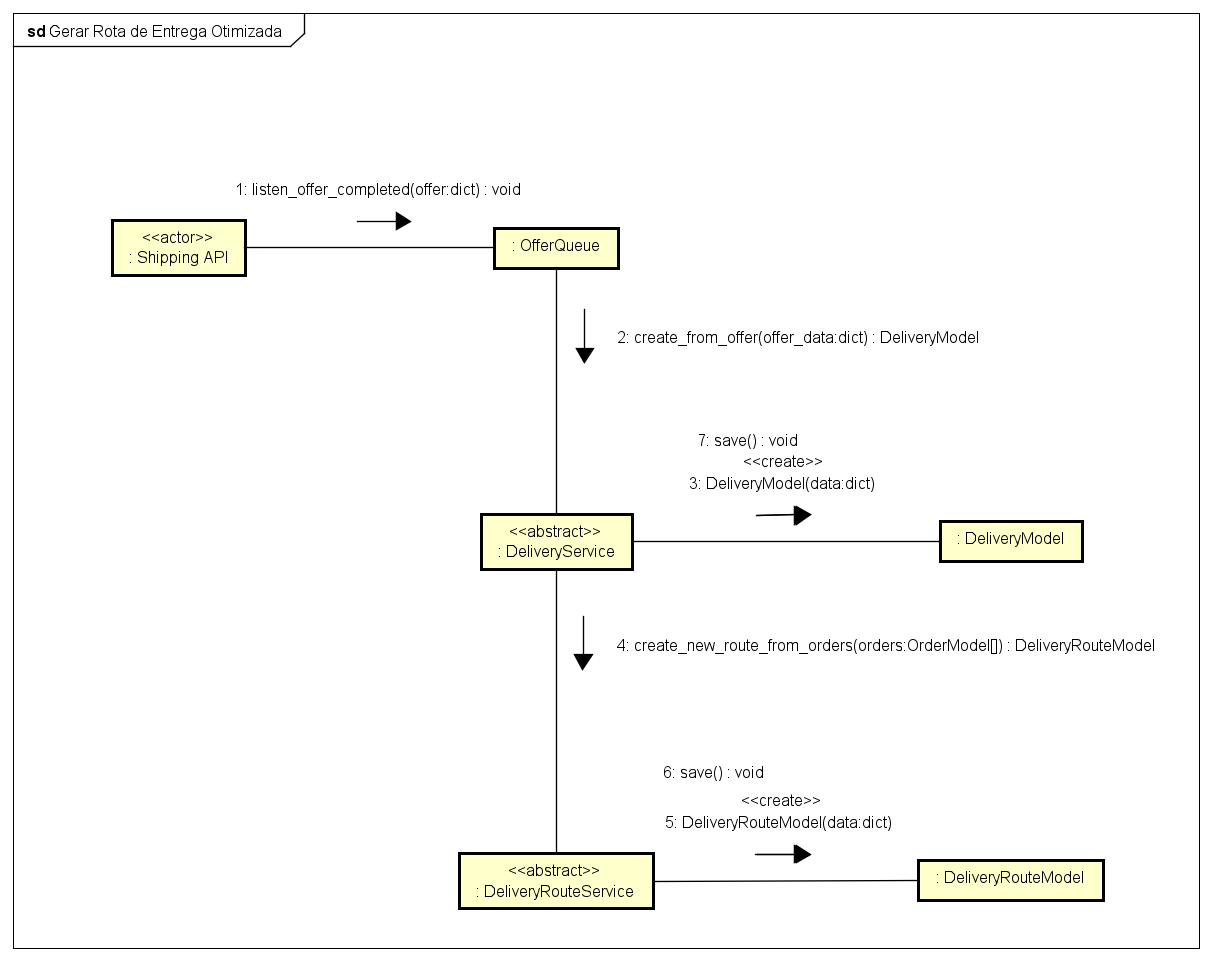 sd Gerar Rota de Entrega Otimizada
1: listen_offer_completed(offer:dict) : void
<<actor>>
: Shipping API
: OfferQueue
2: create_from_offer(offer_data:dict) : DeliveryModel
7: save() : void
<<create>>
3: DeliveryModel(data:dict)
<<abstract>>
: DeliveryService
: DeliveryModel
4: create_new_route_from_orders(orders:OrderModel[]) : DeliveryRouteModel
6: save() : void
<<create>>
5: DeliveryRouteModel(data:dict)
<<abstract>>
: DeliveryRouteService
: DeliveryRouteModel